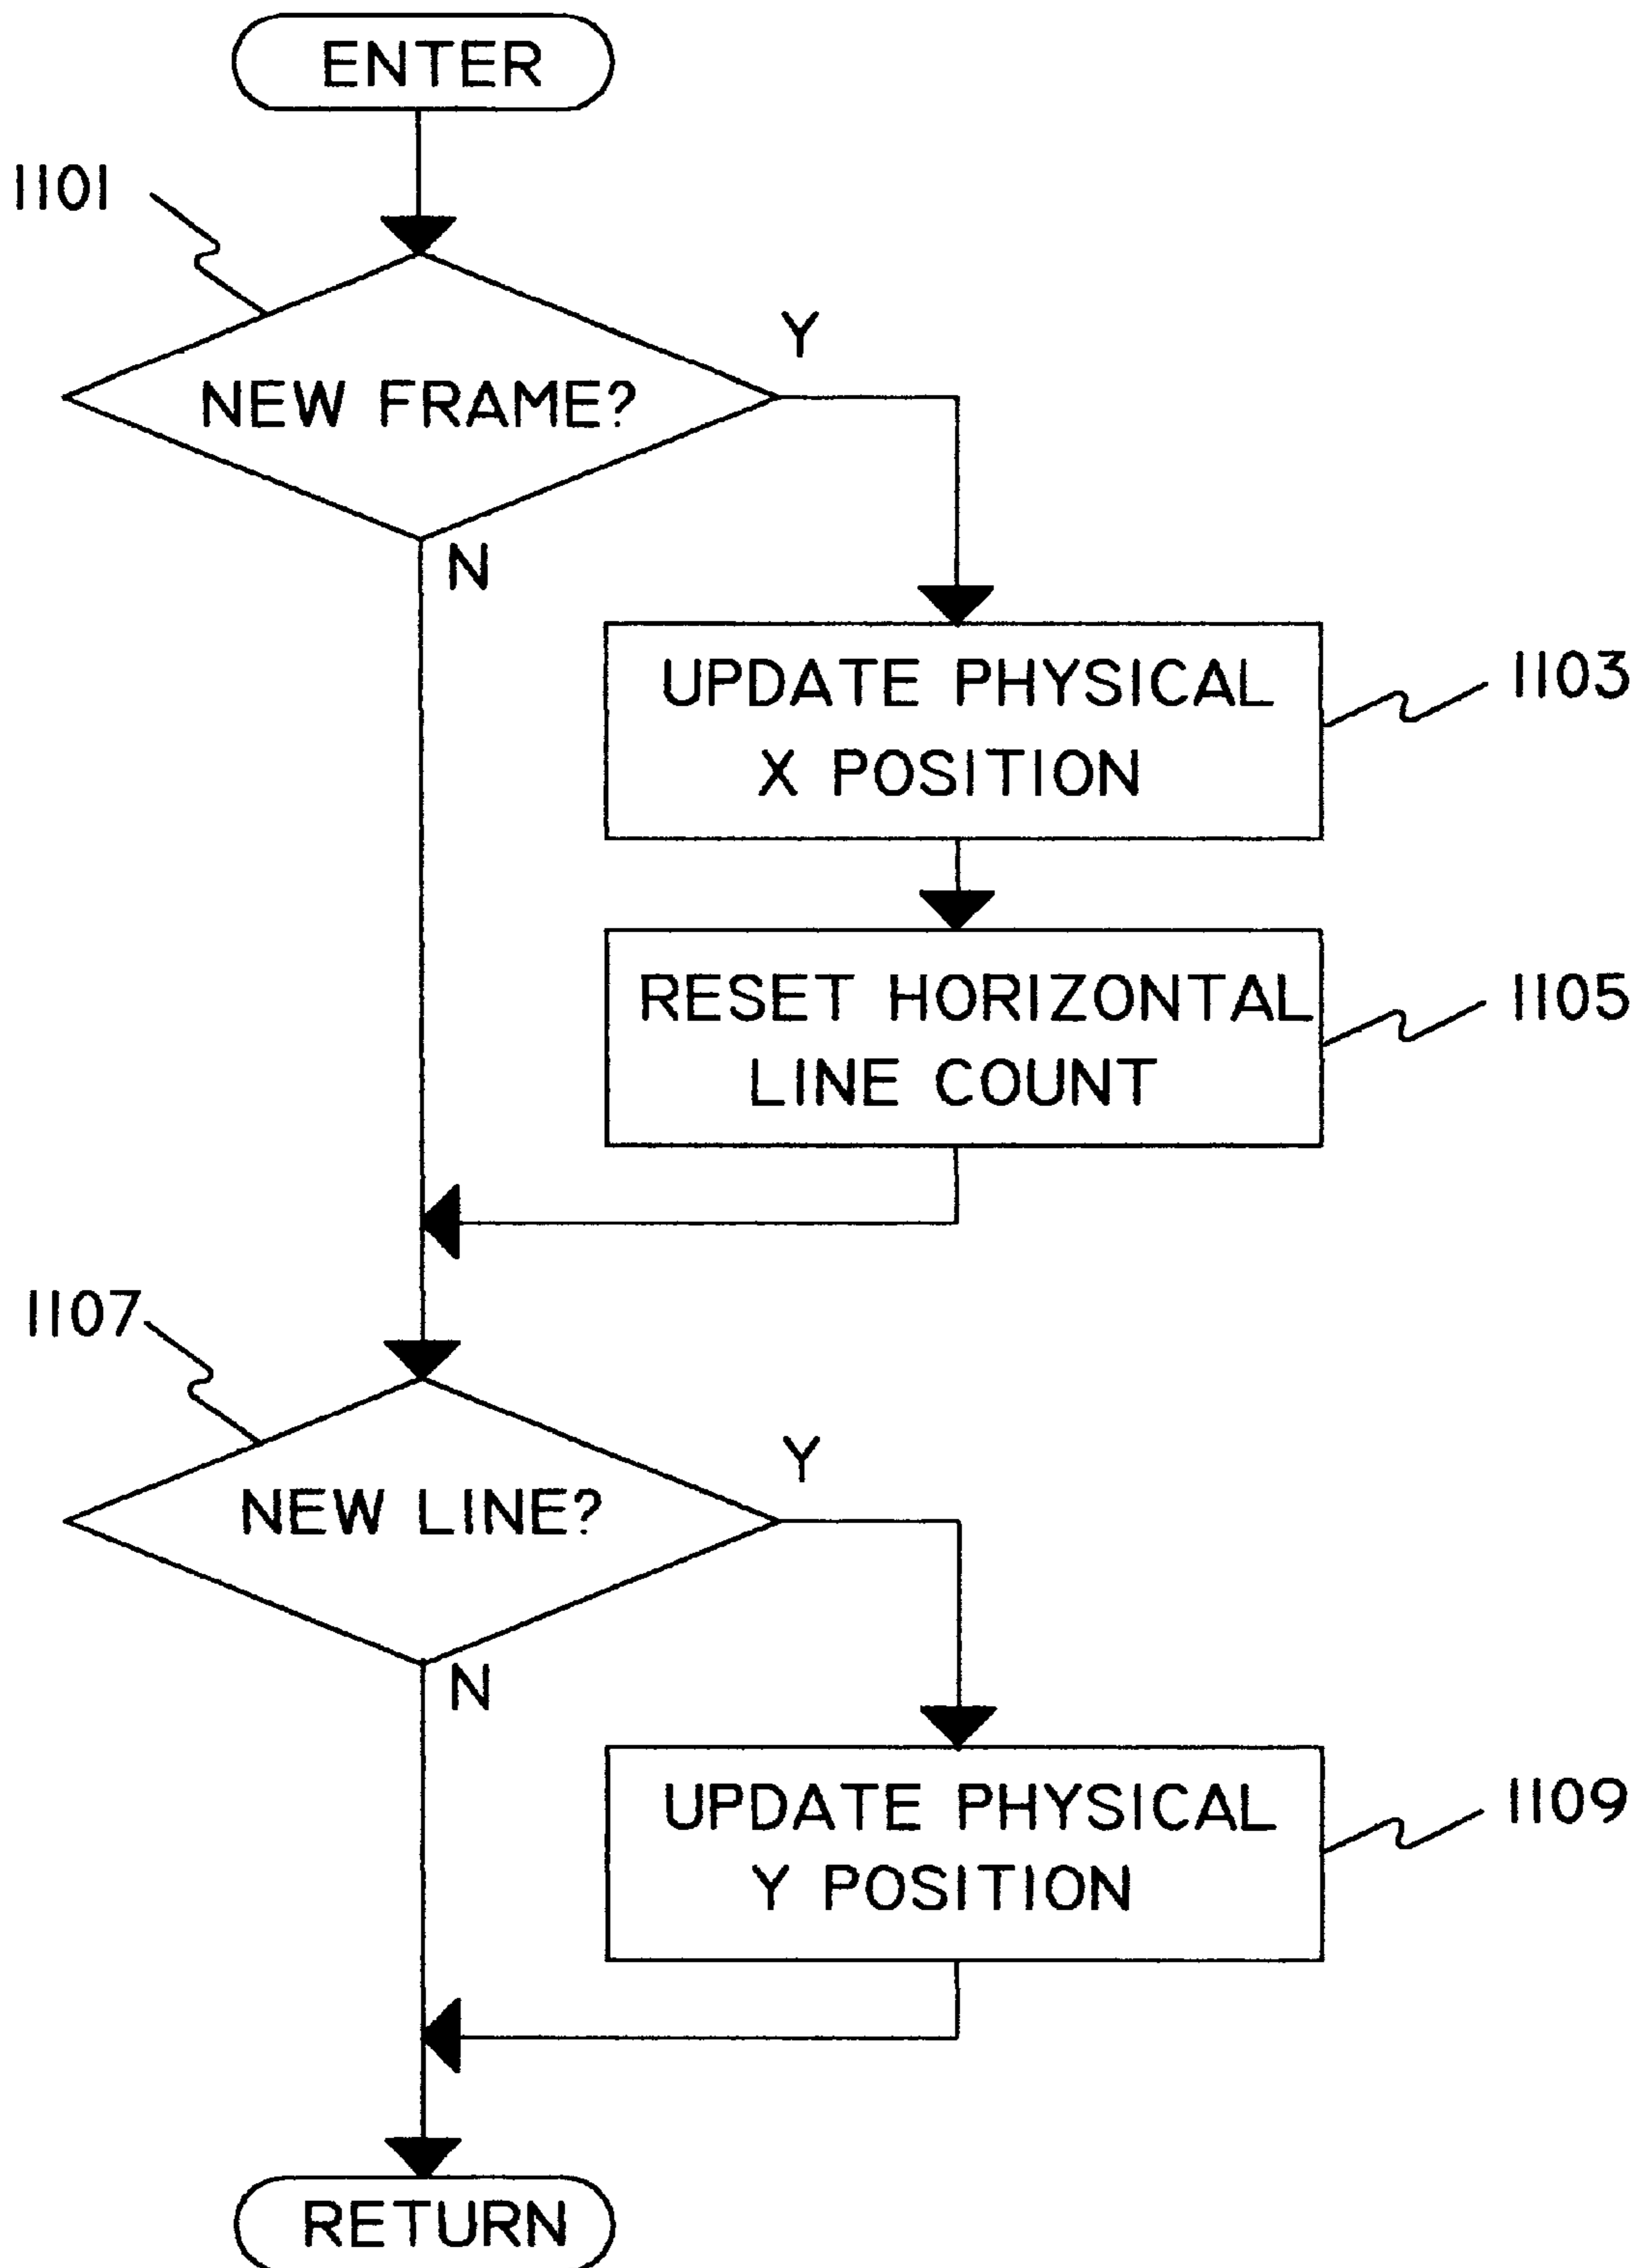 ENTER
1101
Y
NEW FRAME?
N
UPDATE PHYSICAL
X POSITION
1103
RESET HORIZONTAL
LINE COUNT
1105
1107
Y
NEW LINE?
N
UPDATE PHYSICAL
Y POSITION
1109
RETURN